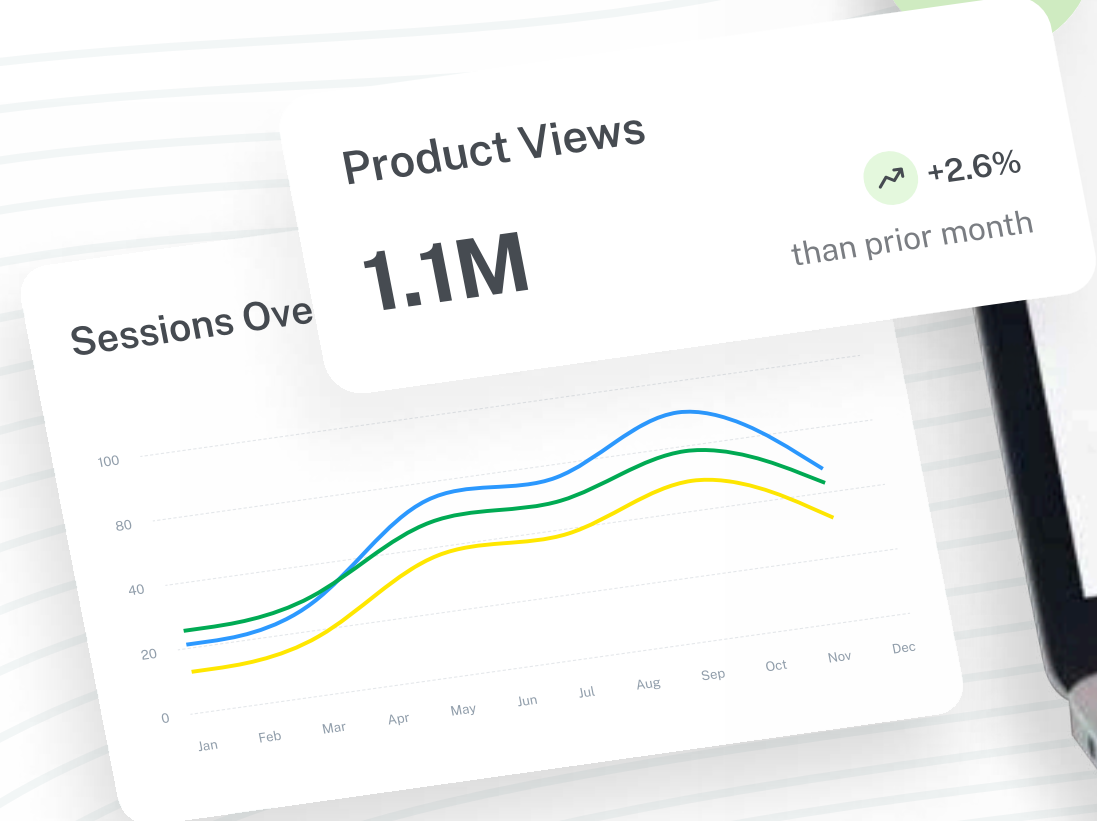 Product Views
+2.6%
1.1M
than prior month
Sessions Ove
100
80
40
20
0
Jan Feb Mar Apr May Jun Jul Aug Sep Oct Nov Dec